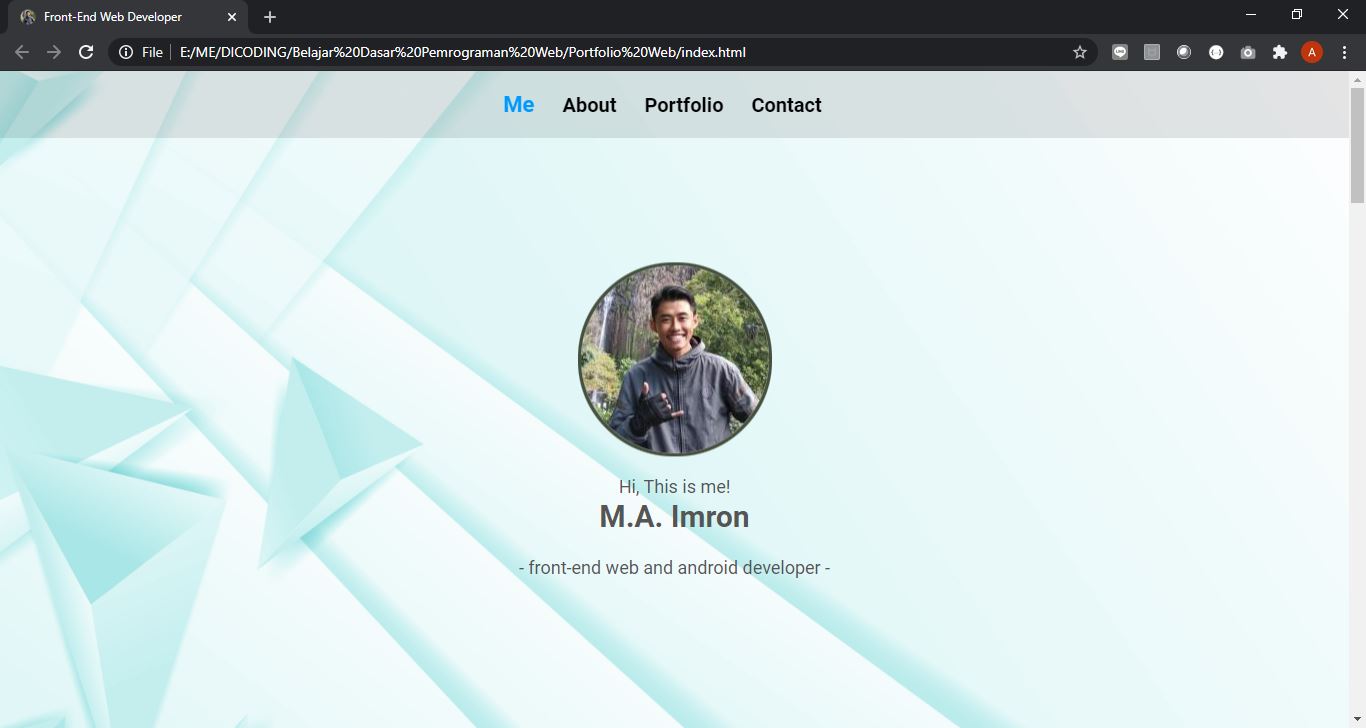 Front-End Web Developer
File E:/ME/DICODING/Belajar%20Dasar%20Pemrograman%20Web/Portfolio%20Web/index.html
A
Me About Portfolio Contact
Hi, This is me!
M.A. Imron
- front-end web and android developer -